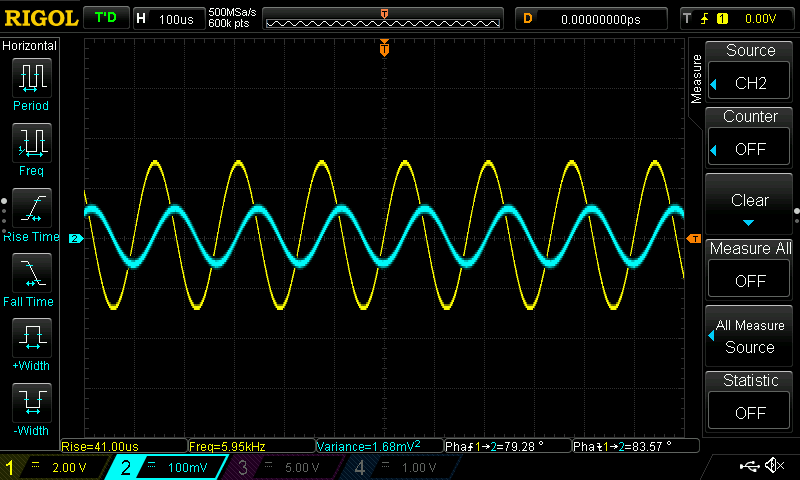 RIGOL T'D H 100us 500MSa/s 600k pts T D 0.00000000ps T 1 0.00V
Horizontal
Period
Freq
Rise Time
Fall Time
+Width
-Width
T
2
T
Measure
Source
CH2
Counter
OFF
Clear
Measure All
OFF
All Measure
Source
Statistic
OFF
Rise=41.00us Freq=5.95kHz Variance=1.68mV² Pha1→2=79.28 ° Pha1→2=83.57 °
1 2.00 V 2 100mV 3 5.00 V 4 1.00 V